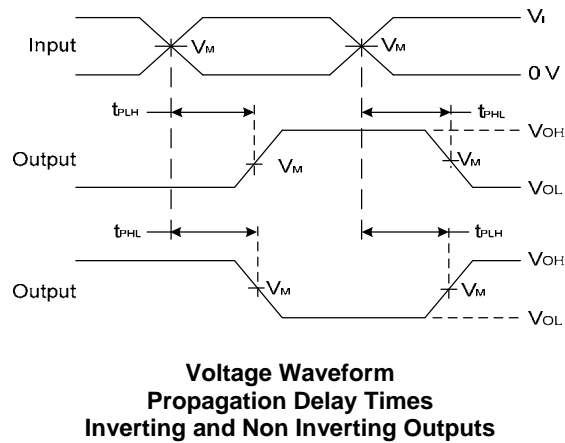 VI
Input
VM
VM
0 V
tPLH
tPHL
VOH
Output
VM
VM
VOL
tPHL
tPLH
VOH
Output
VM
VM
VOL
Voltage Waveform
Propagation Delay Times
Inverting and Non Inverting Outputs